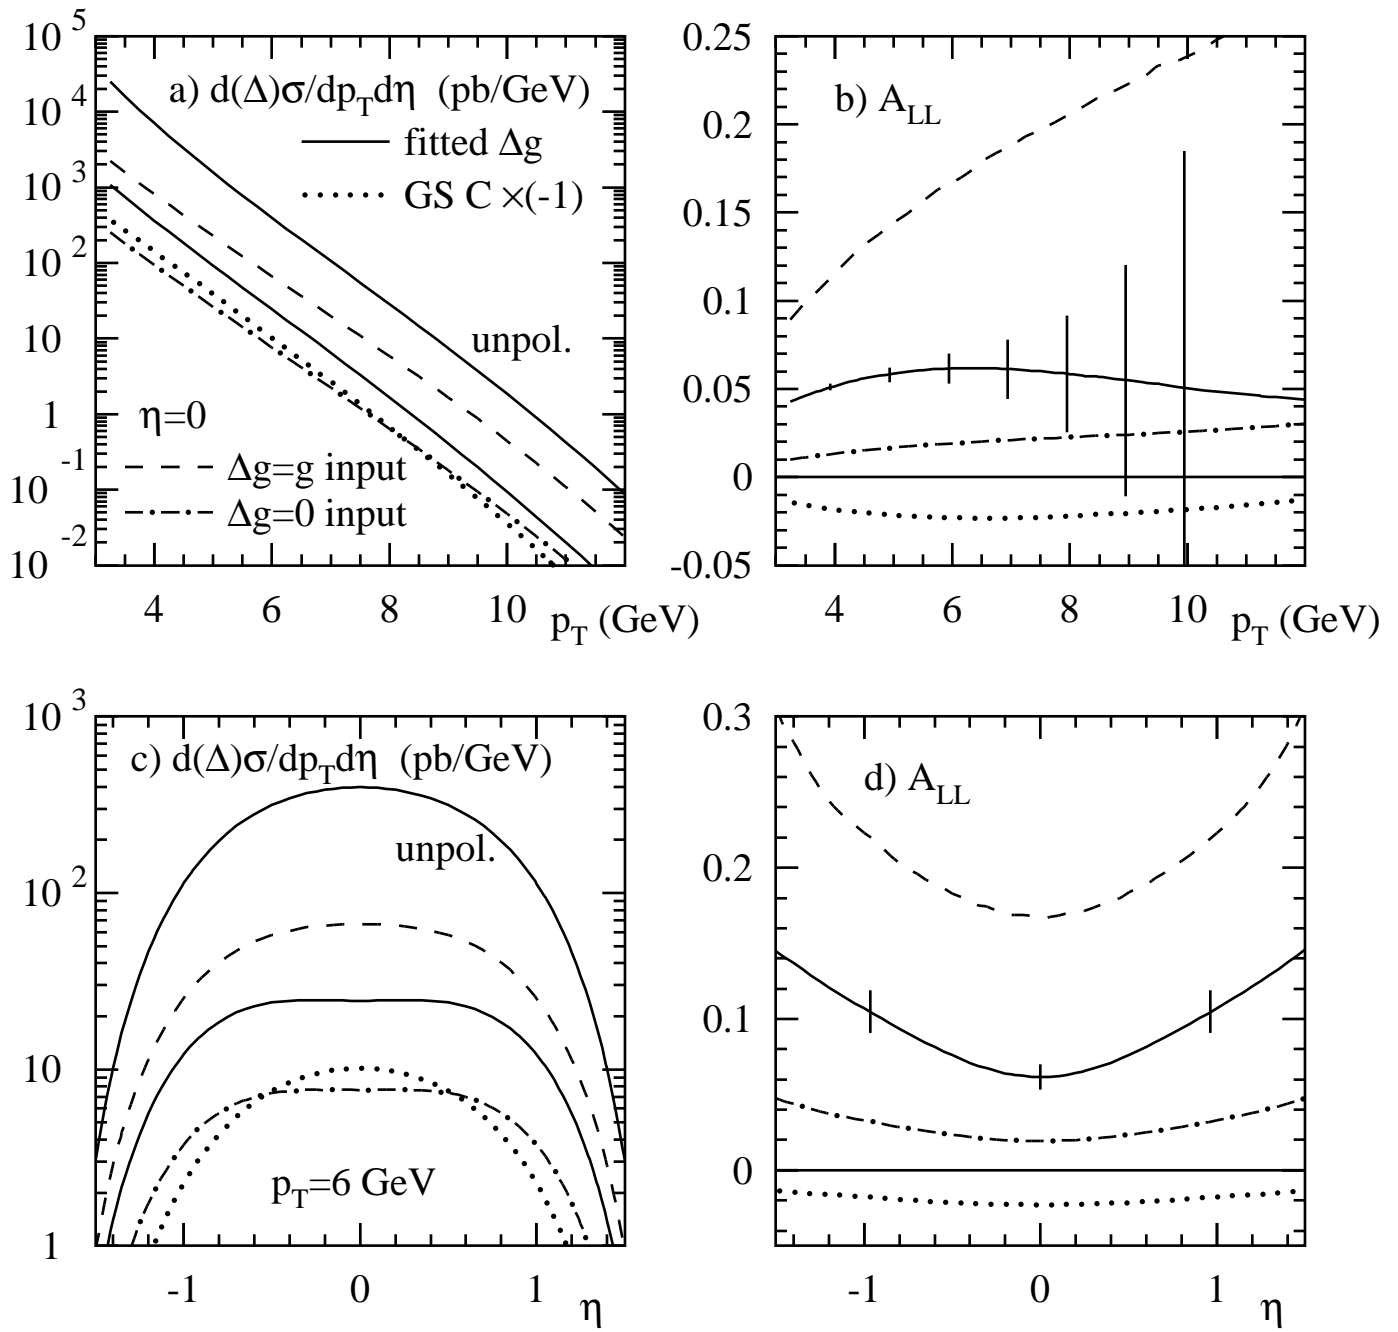 10^5
10^4
10^3
10^2
10
1
10^-1
10^-2
a) d(Δ)σ/dp_Tdη (pb/GeV)
fitted Δg
GS C ×(-1)
unpol.
η=0
Δg=g input
Δg=0 input
4 6 8 10
p_T (GeV)
0.25
0.2
0.15
0.1
0.05
0
-0.05
b) A_LL
4 6 8 10
p_T (GeV)
10^3
10^2
10
1
c) d(Δ)σ/dp_Tdη (pb/GeV)
unpol.
p_T=6 GeV
-1 0 1
η
0.3
0.2
0.1
0
d) A_LL
-1 0 1
η